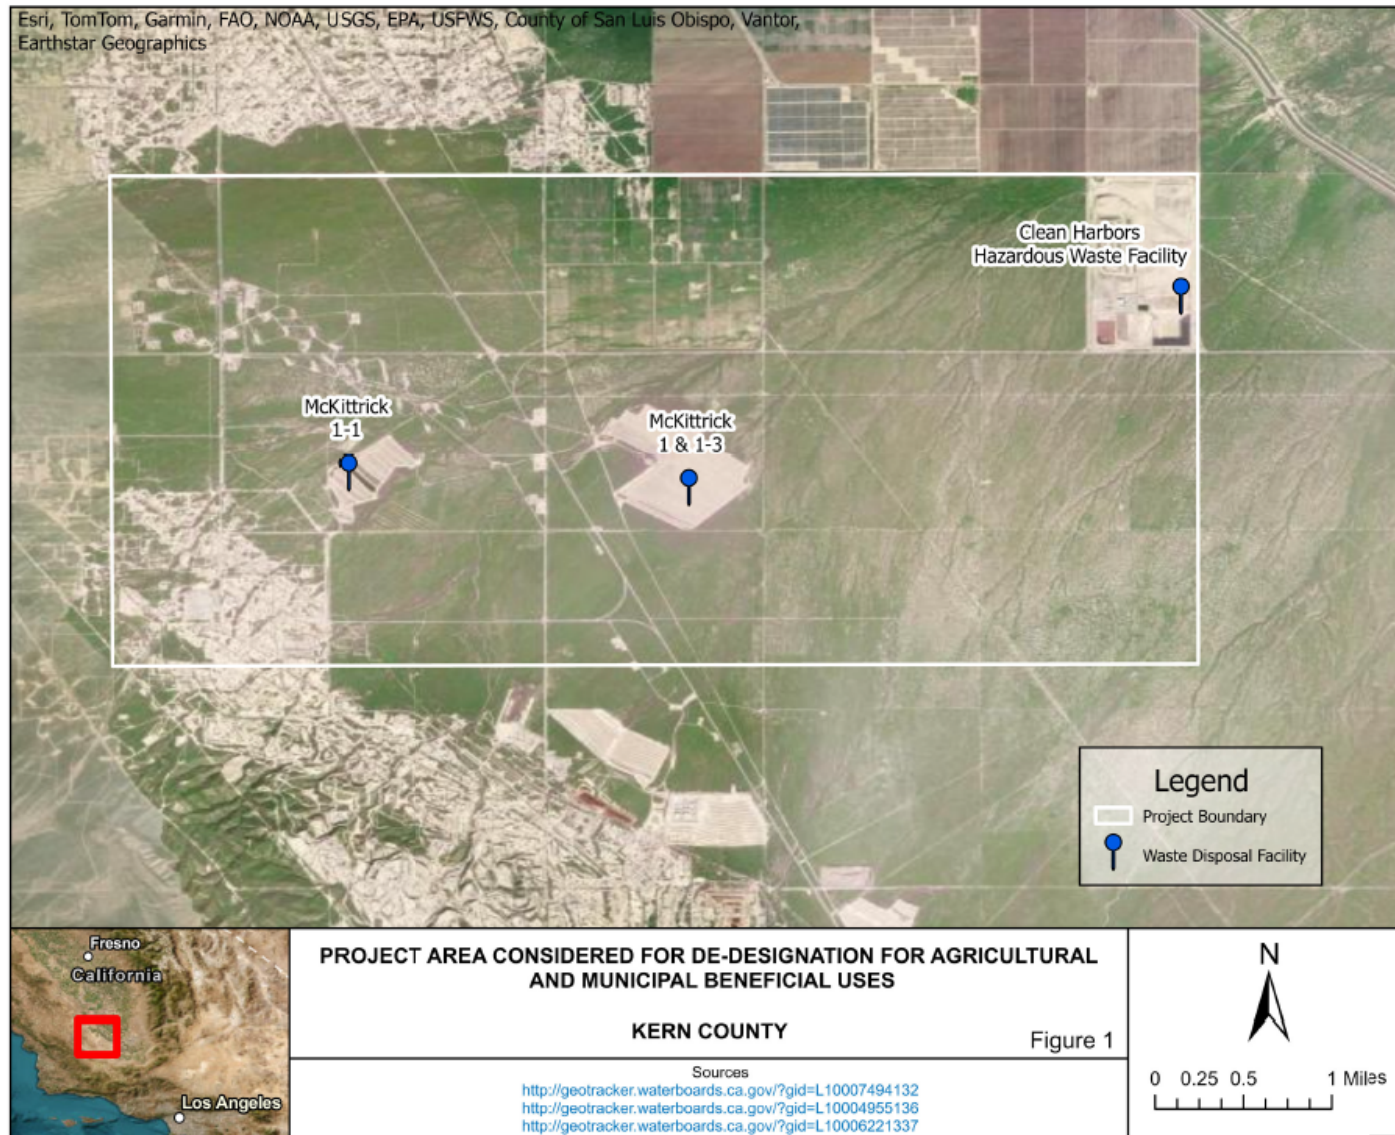 Esri, TomTom, Garmin, FAO, NOAA, USGS, EPA, USFWS, County of San Luis Obispo, Vantor,
Earthstar Geographics
Clean Harbors
Hazardous Waste Facility
McKittrick
1-1
McKittrick
1 & 1-3
Legend
Project Boundary
Waste Disposal Facility
Fresno
California
Los Angeles
PROJECT AREA CONSIDERED FOR DE-DESIGNATION FOR AGRICULTURAL
AND MUNICIPAL BENEFICIAL USES
KERN COUNTY
Figure 1
Sources
http://geotracker.waterboards.ca.gov/?gid=L10007494132
http://geotracker.waterboards.ca.gov/?gid=L10004955136
http://geotracker.waterboards.ca.gov/?gid=L10006221337
N
0 0.25 0.5 1 Miles